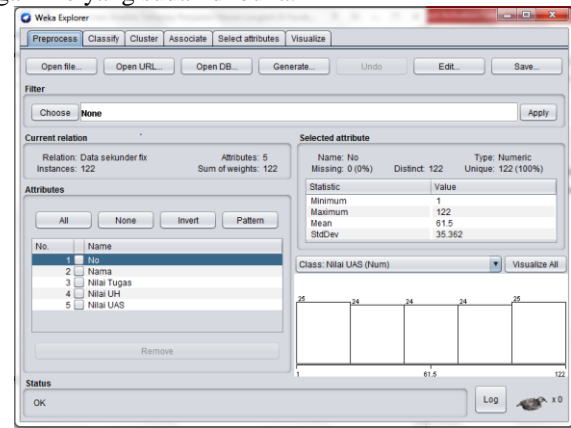 Weka Explorer
Preprocess Classify Cluster Associate Select attributes Visualize
Open file... Open URL... Open DB... Generate... Undo Edit... Save...
Filter
Choose None Apply
Current relation
Relation: Data sekunder fix Attributes: 5
Instances: 122 Sum of weights: 122
Selected attribute
Name: No Type: Numeric
Missing: 0 (0%) Distinct: 122 Unique: 122 (100%)
Statistic Value
Minimum 1
Maximum 122
Mean 61.5
StdDev 35.362
Attributes
All None Invert Pattern
No. Name
1 No
2 Nama
3 Nilai Tugas
4 Nilai UH
5 Nilai UAS
Remove
Class: Nilai UAS (Num) Visualize All
25 24 24 24 25
1 61.5 122
Status
OK
Log x 0